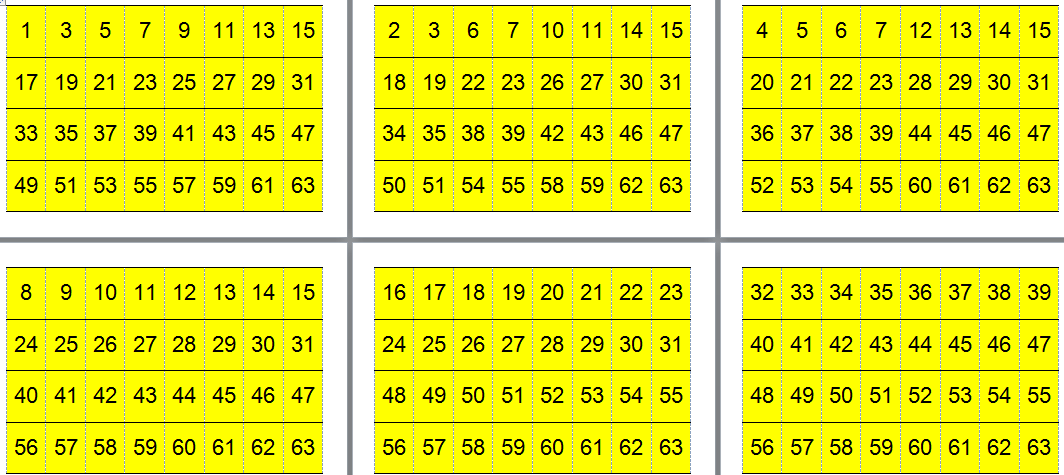 1 3 5 7 9 11 13 15
17 19 21 23 25 27 29 31
33 35 37 39 41 43 45 47
49 51 53 55 57 59 61 63
2 3 6 7 10 11 14 15
18 19 22 23 26 27 30 31
34 35 38 39 42 43 46 47
50 51 54 55 58 59 62 63
4 5 6 7 12 13 14 15
20 21 22 23 28 29 30 31
36 37 38 39 44 45 46 47
52 53 54 55 60 61 62 63
8 9 10 11 12 13 14 15
24 25 26 27 28 29 30 31
40 41 42 43 44 45 46 47
56 57 58 59 60 61 62 63
16 17 18 19 20 21 22 23
24 25 26 27 28 29 30 31
48 49 50 51 52 53 54 55
56 57 58 59 60 61 62 63
32 33 34 35 36 37 38 39
40 41 42 43 44 45 46 47
48 49 50 51 52 53 54 55
56 57 58 59 60 61 62 63